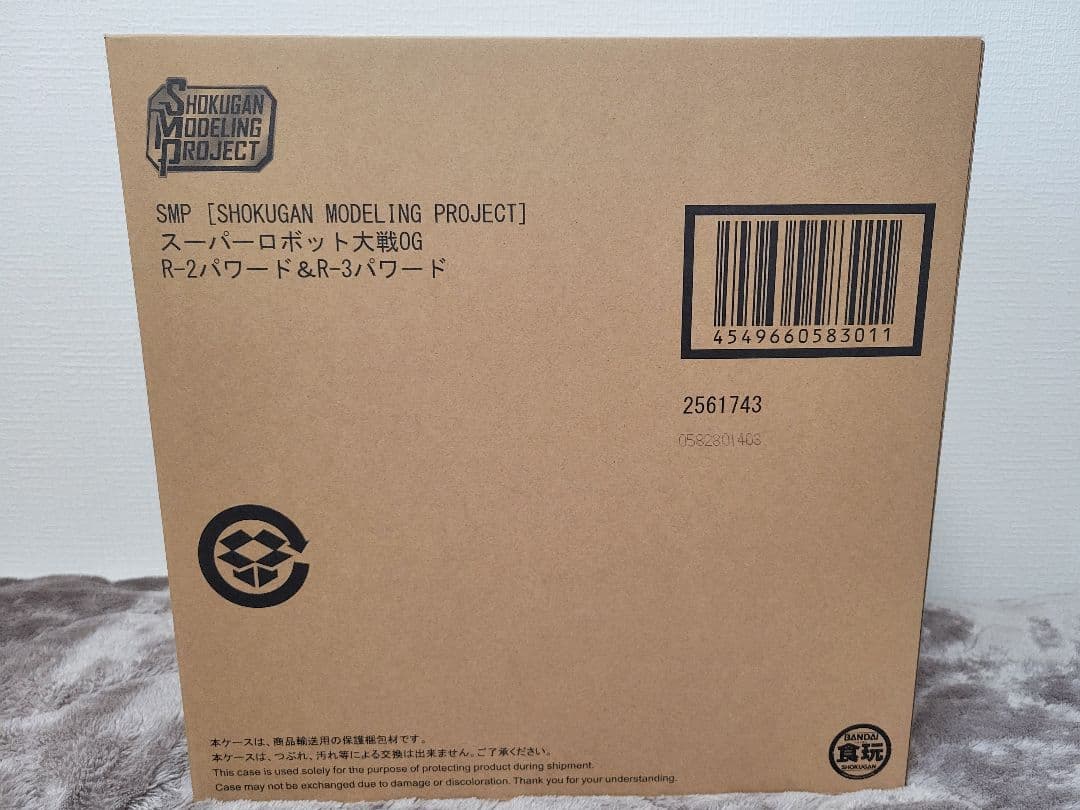 SHOKUGAN
MODELING
PROJECT
SMP [SHOKUGAN MODELING PROJECT]
スーパーロボット大戦OG
R-2パワード&R-3パワード
4549660583011
2561743
0582801403
本ケースは、商品輸送用の保護梱包材です。
本ケースは、つぶれ、汚れ等による交換は出来ません。ご了承ください。
This case is used solely for the purpose of protecting product during shipment.
Case may not be exchanged due to damage or discoloration. Thank you for your understanding.
BANDAI
食玩
SHOKUGAN